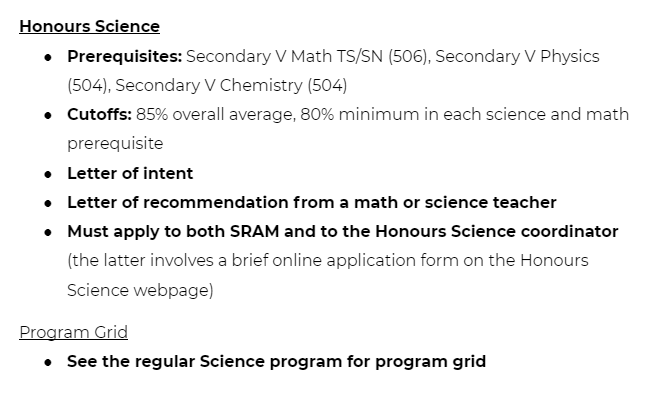 Honours Science
• Prerequisites: Secondary V Math TS/SN (506), Secondary V Physics
(504), Secondary V Chemistry (504)
• Cutoffs: 85% overall average, 80% minimum in each science and math
prerequisite
• Letter of intent
• Letter of recommendation from a math or science teacher
• Must apply to both SRAM and to the Honours Science coordinator
(the latter involves a brief online application form on the Honours
Science webpage)
Program Grid
• See the regular Science program for program grid